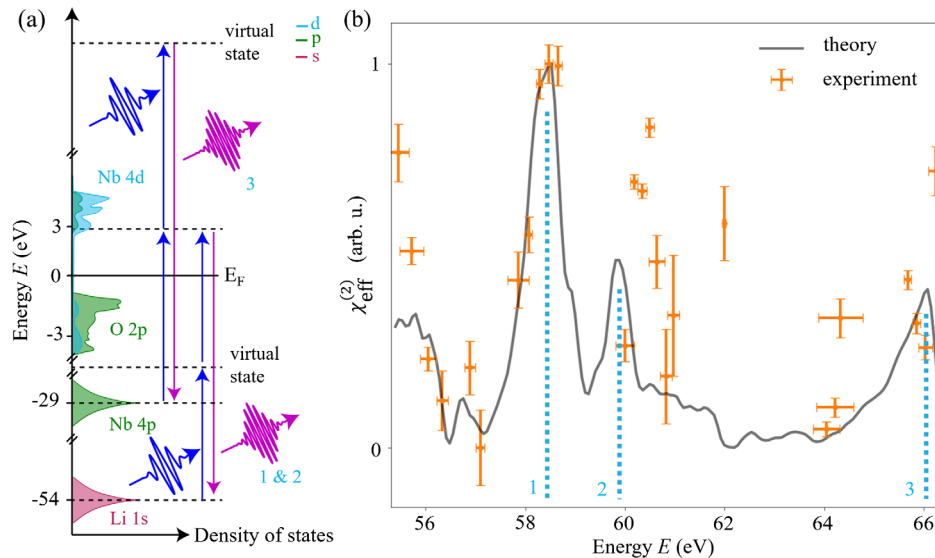 (a)
virtual
state
d
p
s
3
Nb 4d
Energy E (eV)
3
0
E_F
-3
O 2p
virtual
state
-29
Nb 4p
1 & 2
-54
Li 1s
Density of states
(b)
theory
experiment
1
χ_eff^(2) (arb. u.)
0
1
2
3
56
58
60
62
64
66
Energy E (eV)